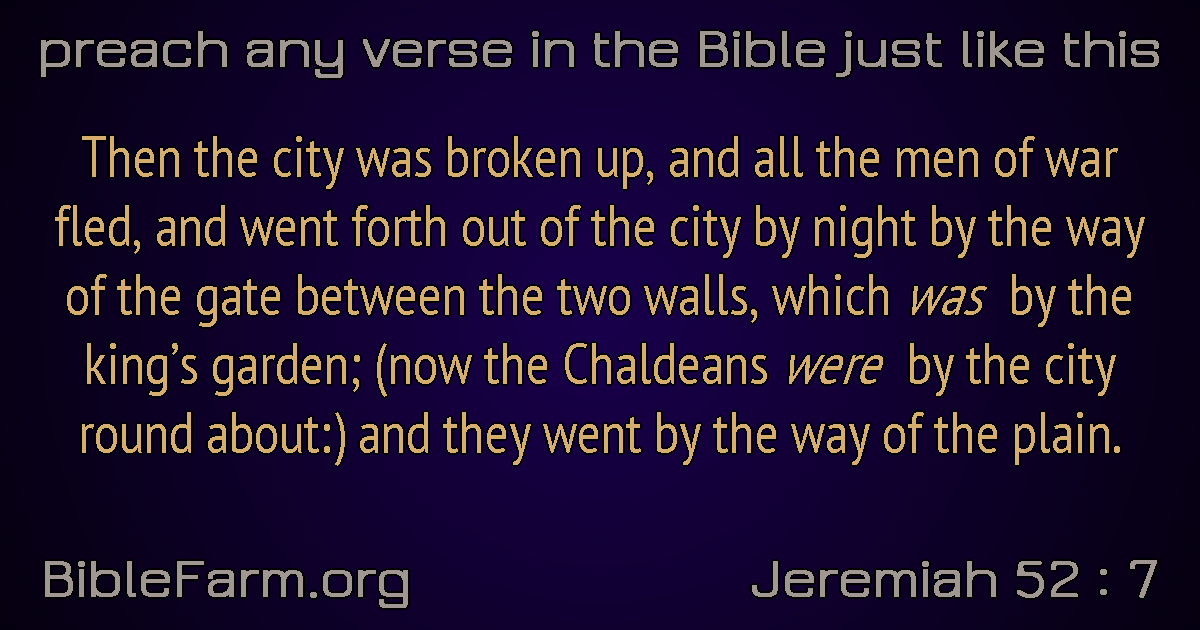 preach any verse in the Bible just like this
Then the city was broken up, and all the men of war
fled, and went forth out of the city by night by the way
of the gate between the two walls, which was by the
king’s garden; (now the Chaldeans were by the city
round about:) and they went by the way of the plain.
BibleFarm.org
Jeremiah 52 : 7